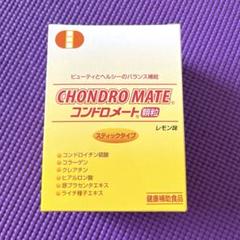 ビューティとヘルシーのバランス補給
CHONDRO MATE®
コンドロメート®顆粒
レモン味
スティックタイプ
●コンドロイチン硫酸
●コラーゲン
●クレアチン
●ヒアルロン酸
●豚プラセンタエキス
●ライチ種子エキス
健康補助食品